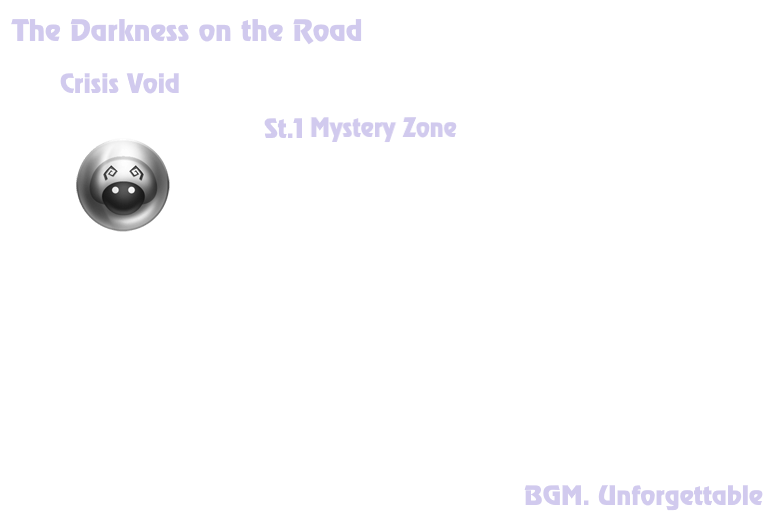 The Darkness on the Road
Crisis Void
St.1 Mystery Zone
BGM. Unforgettable